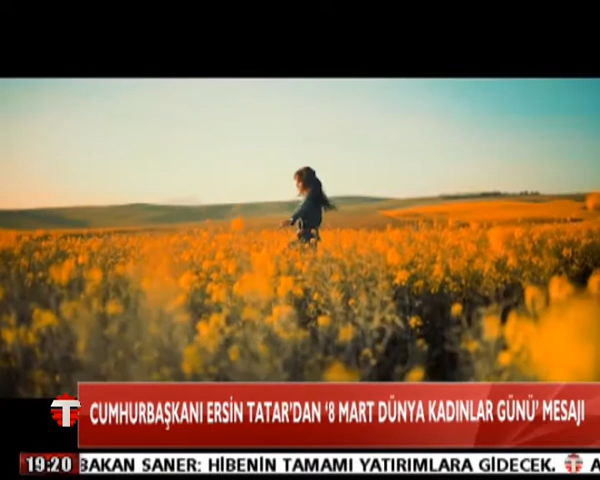 CUMHURBAŞKANI ERSİN TATAR'DAN '8 MART DÜNYA KADINLAR GÜNÜ' MESAJI
19:20 BAKAN SANER: HİBENİN TAMAMI YATIRIMLARA GİDECEK.